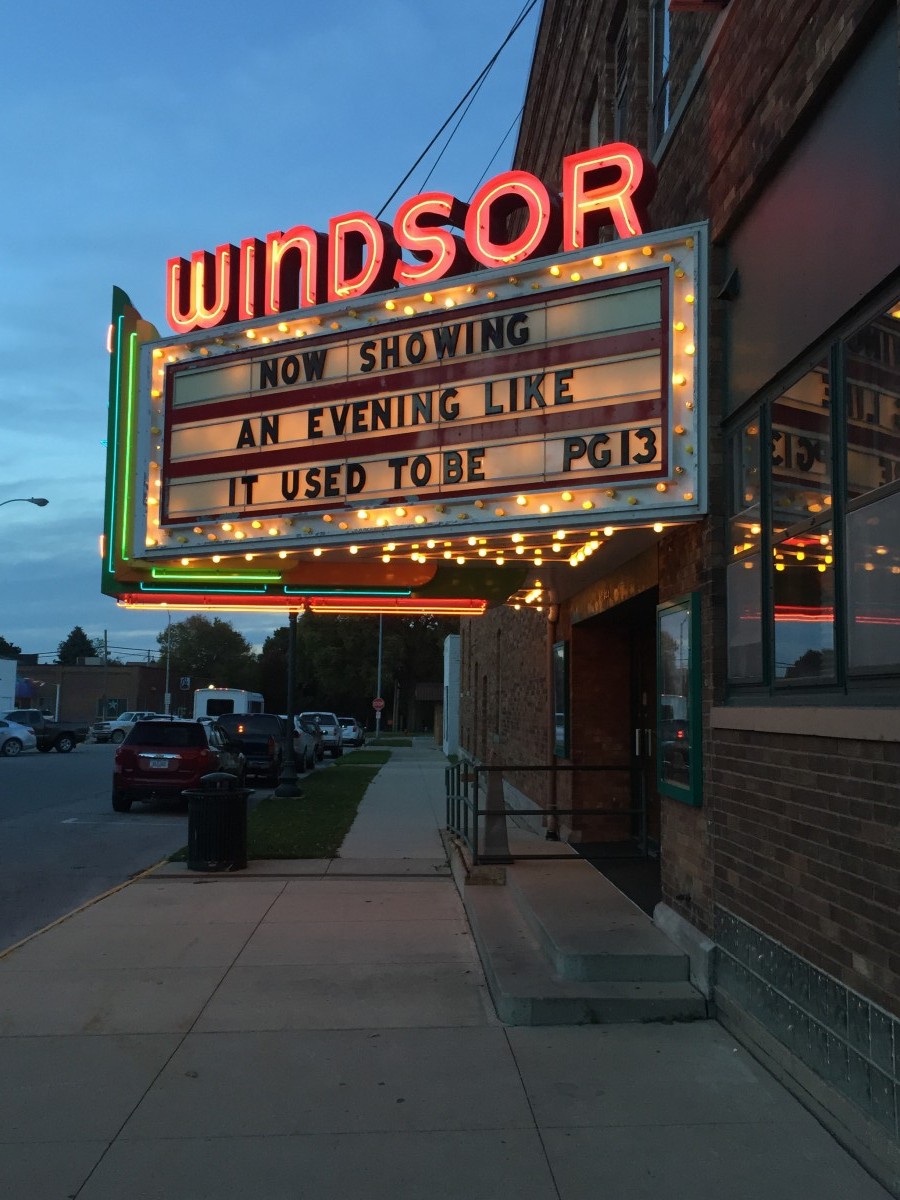 WINDSOR
NOW SHOWING
AN EVENING LIKE
IT USED TO BE PG13